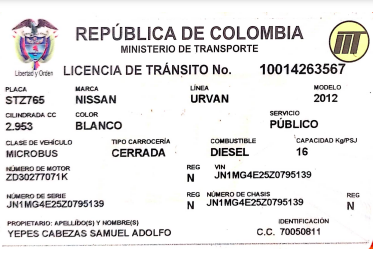 REPÚBLICA DE COLOMBIA
MINISTERIO DE TRANSPORTE
Libertad y Orden
LICENCIA DE TRÁNSITO No. 10014263567
PLACA MARCA LÍNEA MODELO
STZ765 NISSAN URVAN 2012
CILINDRADA CC COLOR SERVICIO
2.953 BLANCO PÚBLICO
CLASE DE VEHÍCULO TIPO CARROCERÍA COMBUSTIBLE CAPACIDAD Kg/PSJ
MICROBUS CERRADA DIESEL 16
NÚMERO DE MOTOR REG VIN
ZD30277071K N JN1MG4E25Z0795139
NÚMERO DE SERIE REG NÚMERO DE CHASIS REG
JN1MG4E25Z0795139 N JN1MG4E25Z0795139 N
PROPIETARIO: APELLIDO(S) Y NOMBRE(S) IDENTIFICACIÓN
YEPES CABEZAS SAMUEL ADOLFO C.C. 70050811